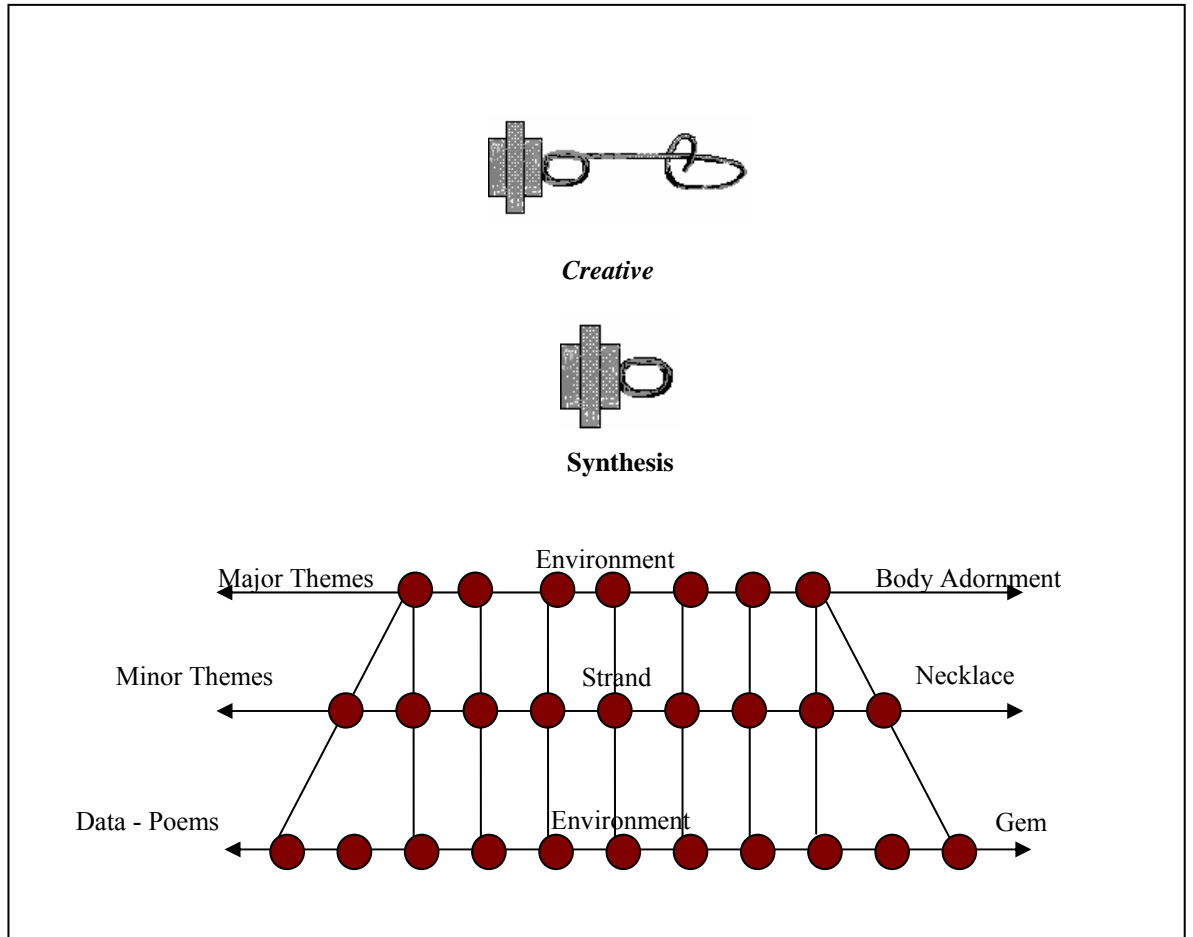 Creative
Synthesis
Environment
Major Themes
Body Adornment
Minor Themes
Strand
Necklace
Data - Poems
Environment
Gem